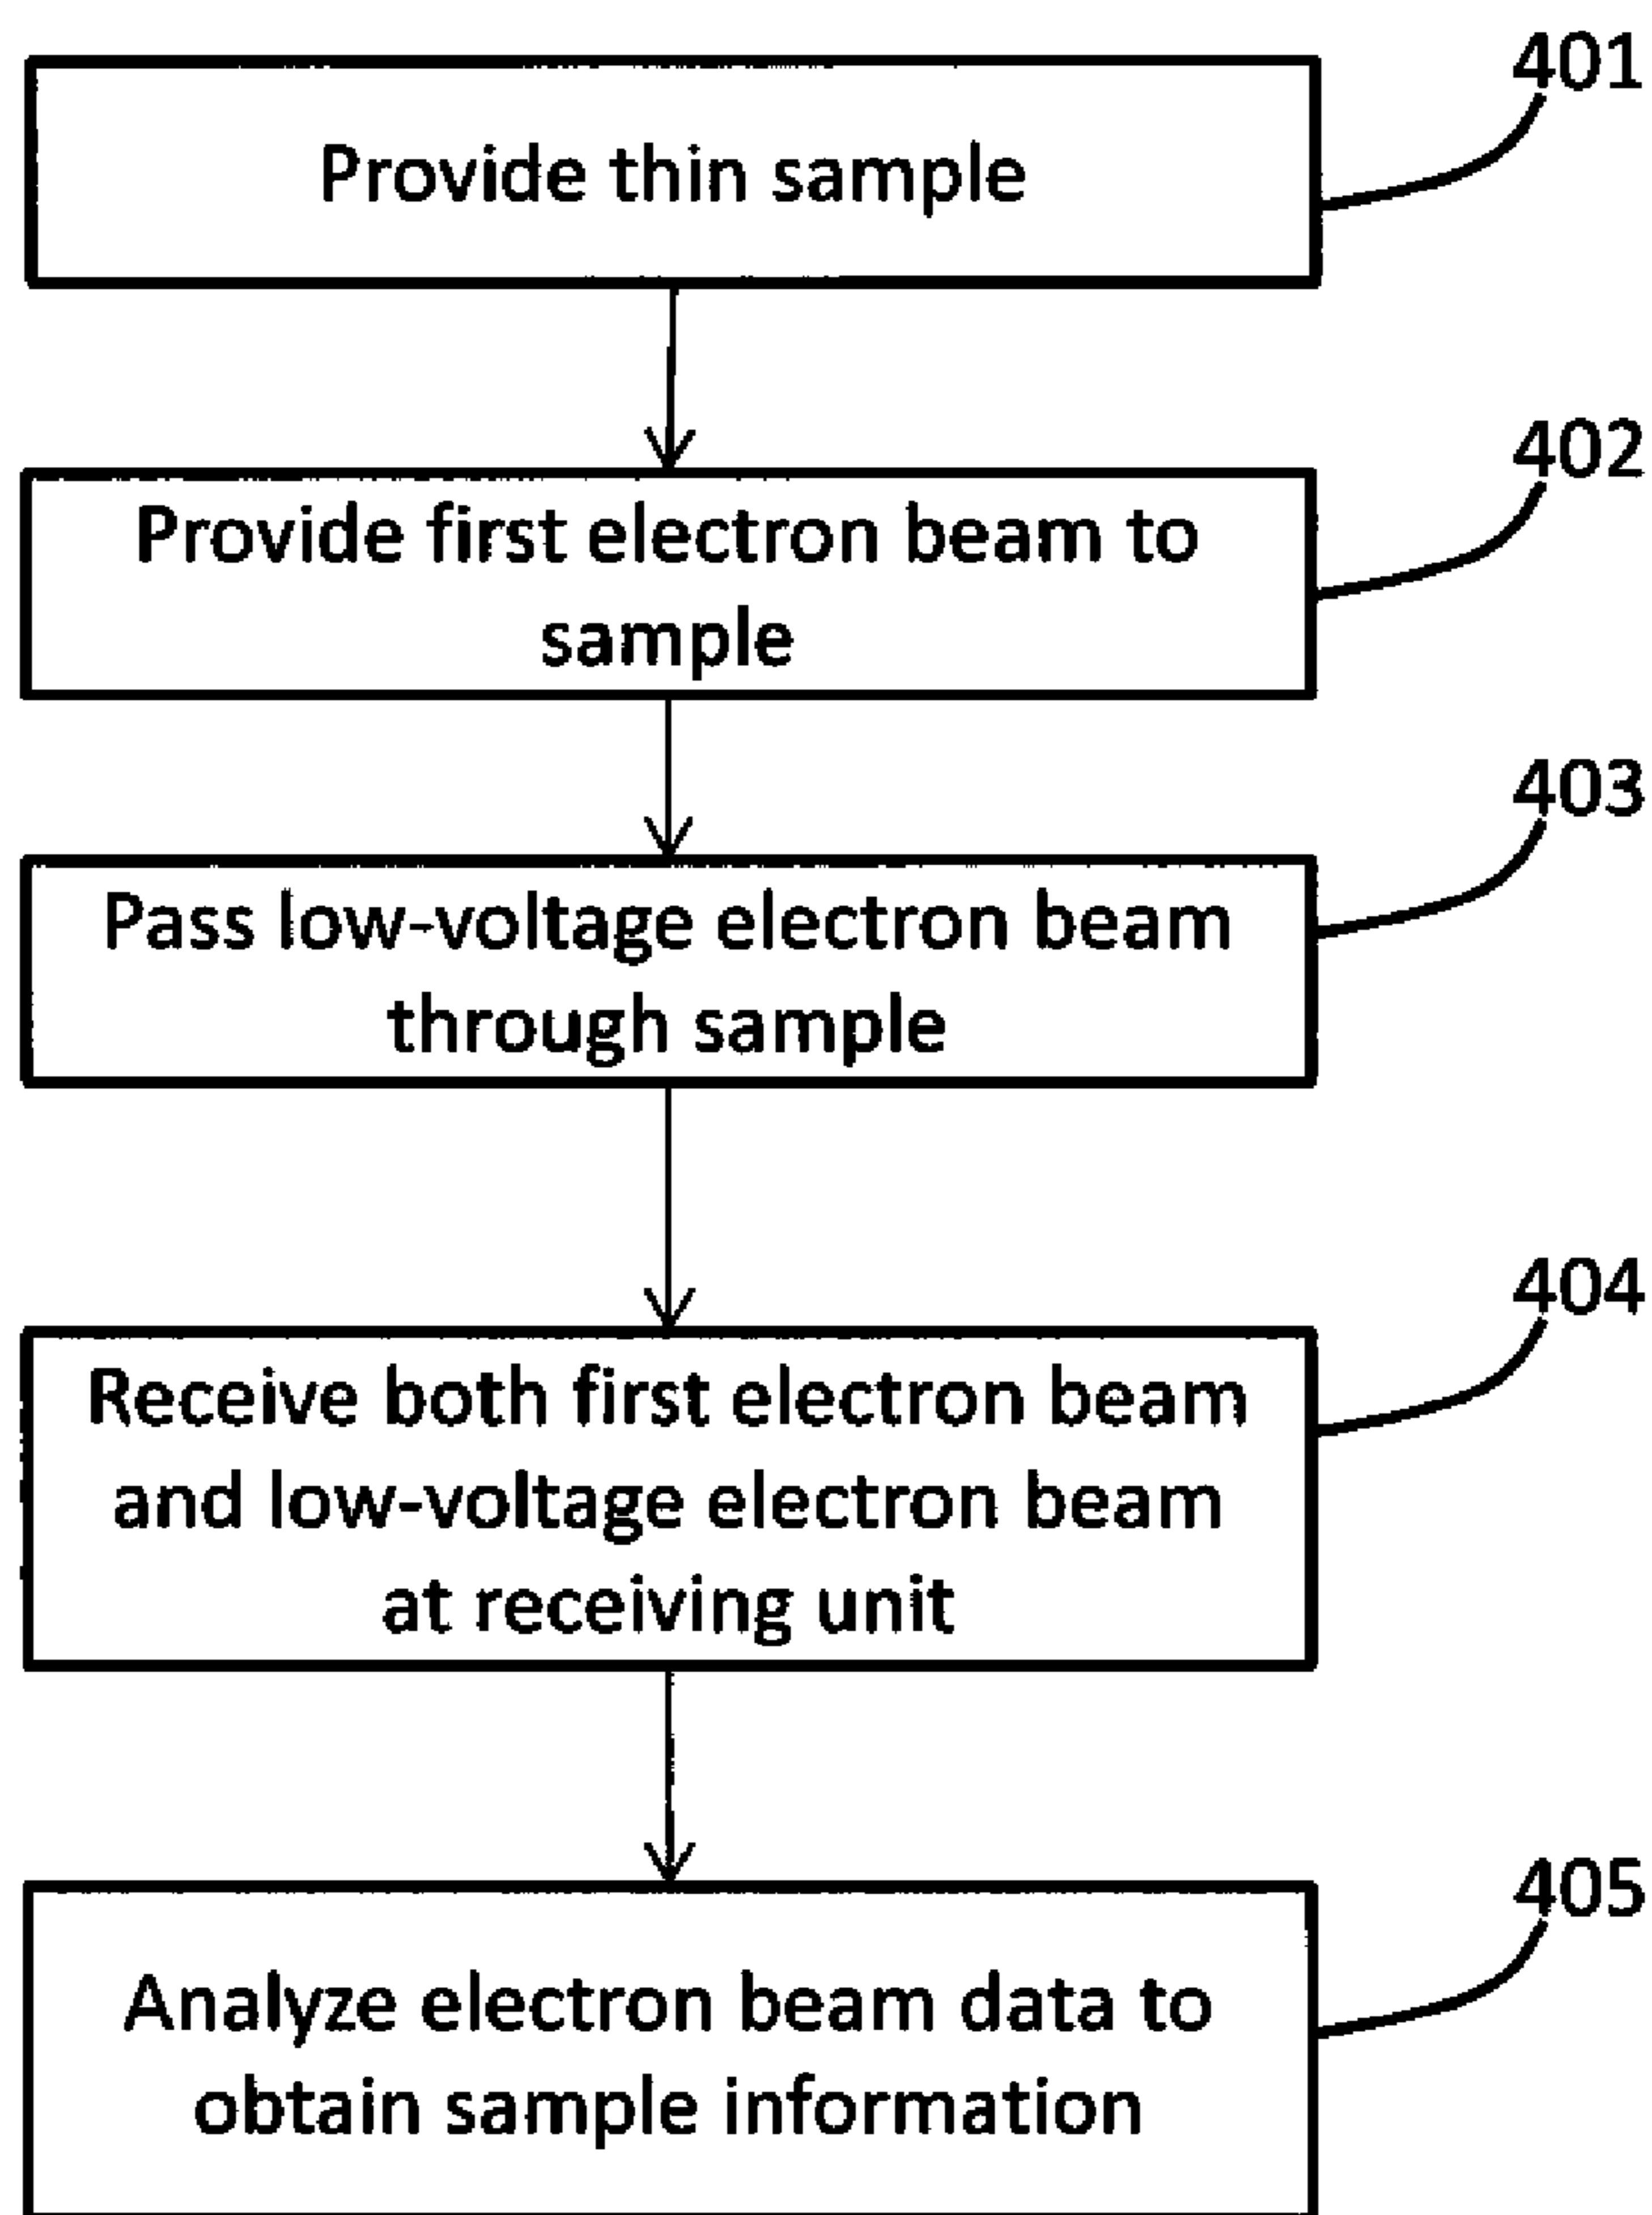 401
Provide thin sample
402
Provide first electron beam to
sample
403
Pass low-voltage electron beam
through sample
404
Receive both first electron beam
and low-voltage electron beam
at receiving unit
405
Analyze electron beam data to
obtain sample information